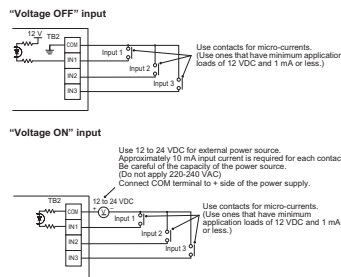 "Voltage OFF" input
12 V
TB2
COM
IN1
IN2
IN3
Input 1
Input 2
Input 3
Use contacts for micro-currents.
(Use ones that have minimum application
loads of 12 VDC and 1 mA or less.)
"Voltage ON" input
Use 12 to 24 VDC for external power source.
Approximately 10 mA input current is required for each contac
Be careful of the capacity of the power source.
(Do not apply 220-240 VAC)
Connect COM terminal to + side of the power supply.
12 to 24 VDC
TB2
+ V −
COM
IN1
IN2
IN3
Input 1
Input 2
Input 3
Use contacts for micro-currents.
(Use ones that have minimum
application loads of 12 VDC and 1 mA
or less.)